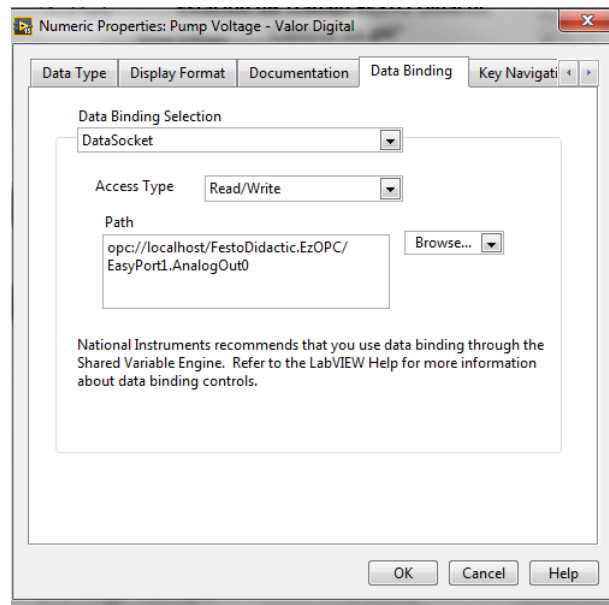 Numeric Properties: Pump Voltage - Valor Digital
Data Type Display Format Documentation Data Binding Key Navigati
Data Binding Selection
DataSocket
Access Type Read/Write
Path
opc://localhost/FestoDidactic.EzOPC/ Browse...
EasyPort1.AnalogOut0
National Instruments recommends that you use data binding through the
Shared Variable Engine. Refer to the LabVIEW Help for more information
about data binding controls.
OK Cancel Help